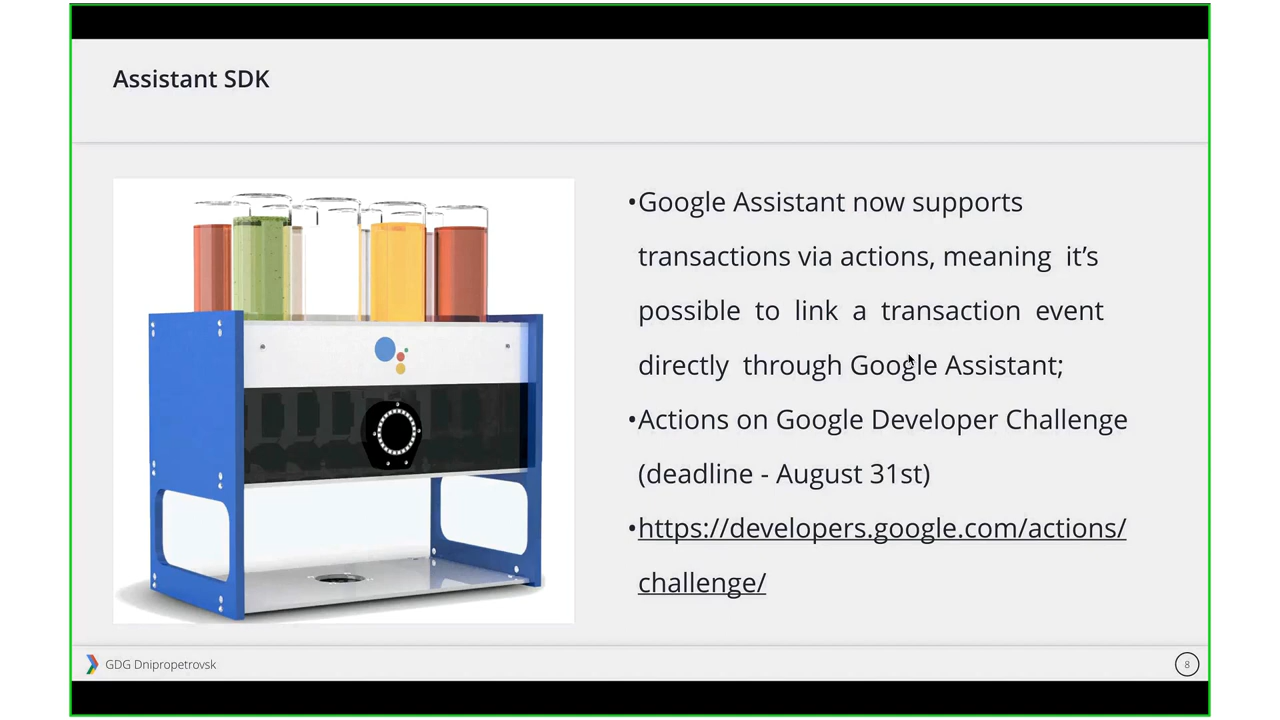 Assistant SDK
•Google Assistant now supports
transactions via actions, meaning it’s
possible to link a transaction event
directly through Google Assistant;
•Actions on Google Developer Challenge
(deadline - August 31st)
•https://developers.google.com/actions/
challenge/
GDG Dnipropetrovsk
8